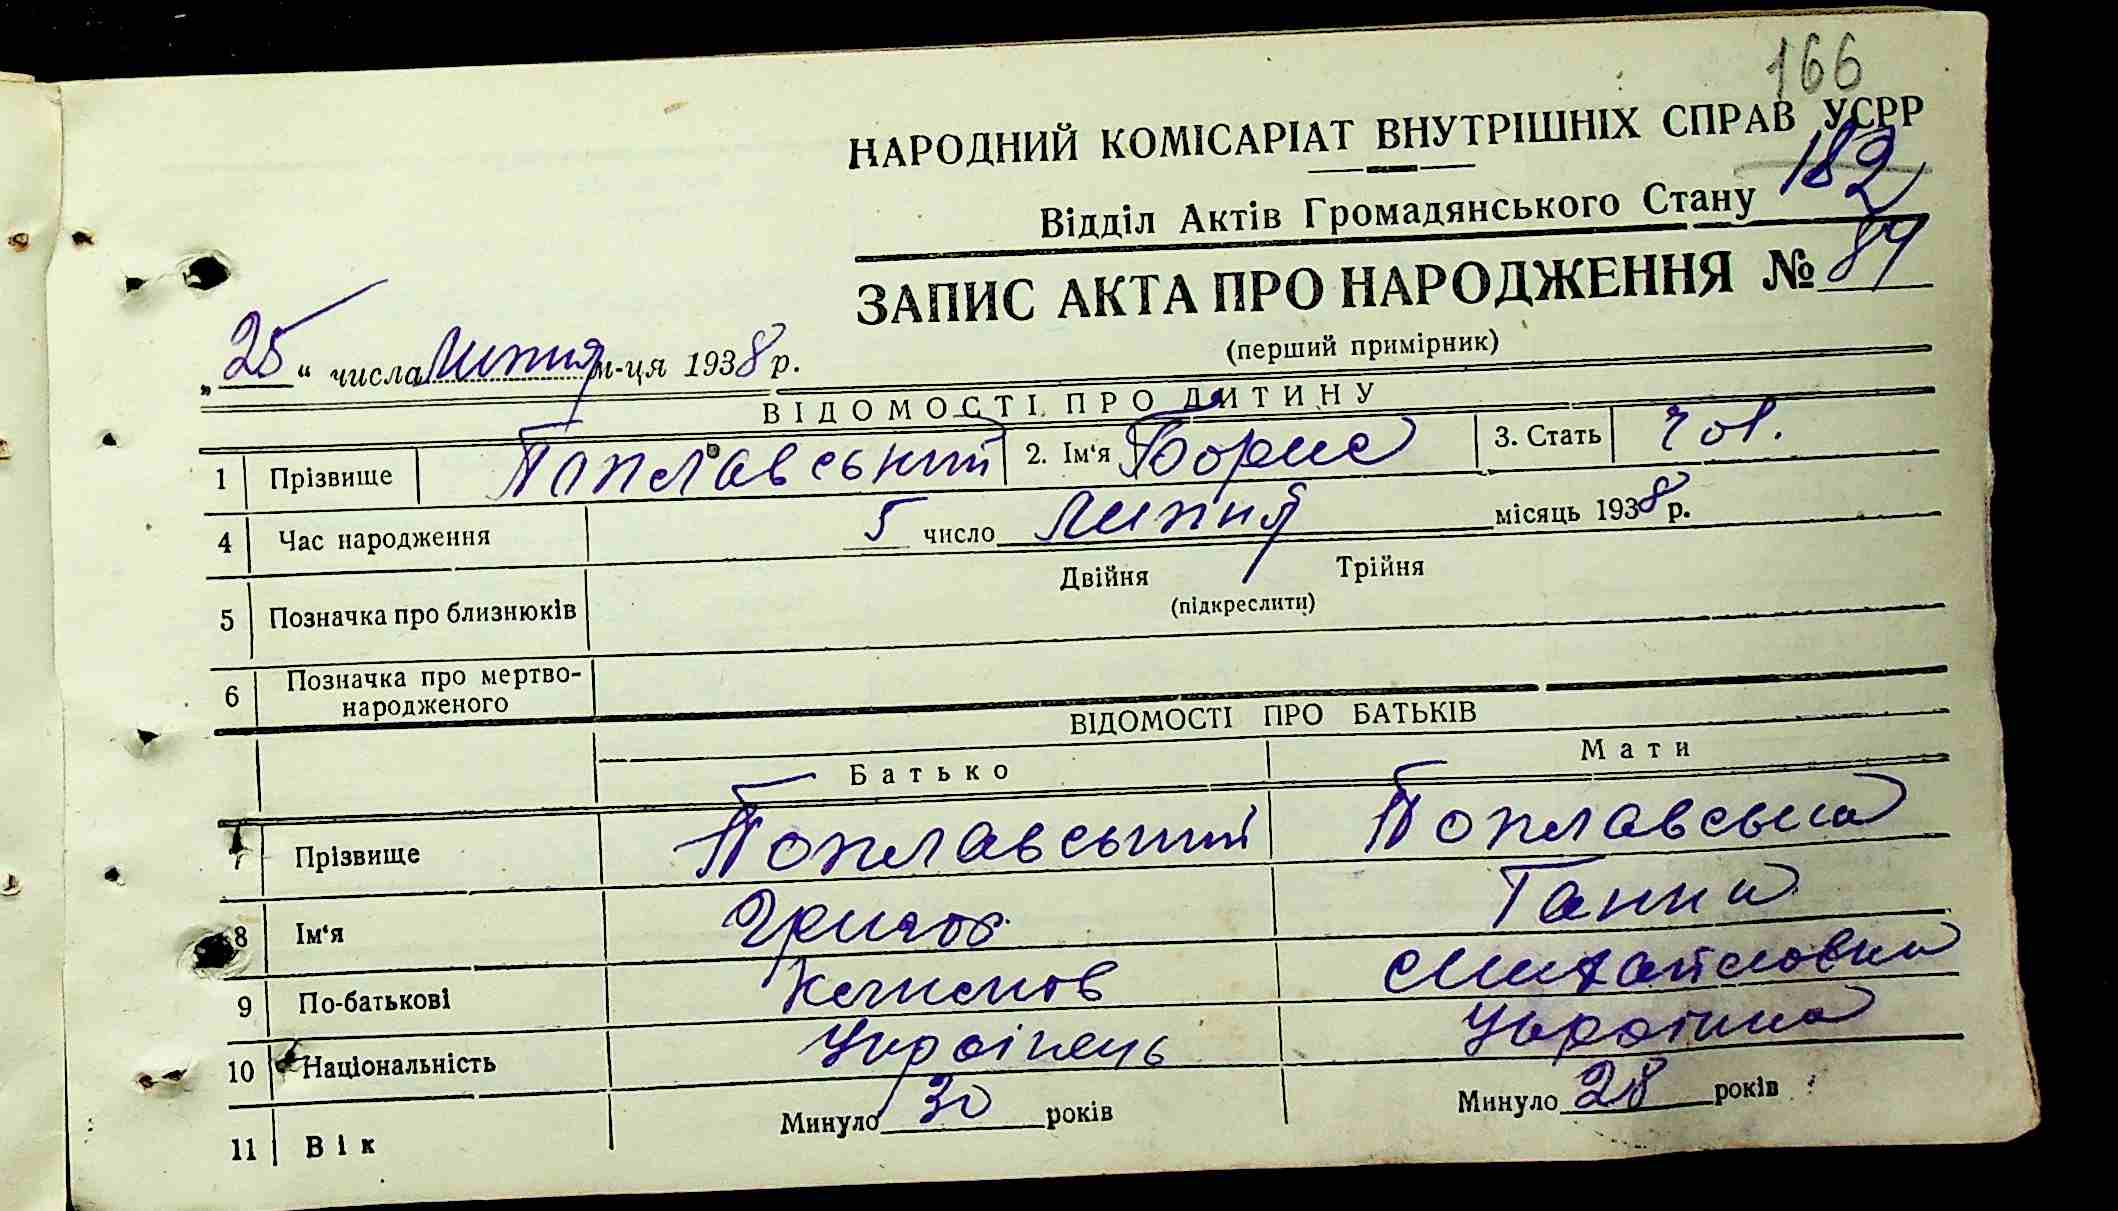 166
НАРОДНИЙ КОМІСАРІАТ ВНУТРІШНІХ СПРАВ УСРР
182
Відділ Актів Громадянського Стану
ЗАПИС АКТА ПРО НАРОДЖЕННЯ № 84
(перший примірник)
„25“ числа Липня м-ця 1938 р.
ВІДОМОСТІ ПРО ДИТИНУ
1 Прізвище Поплавський 2. Ім‘я Борис 3. Стать чол.
4 Час народження 5 число Липня місяць 1938 р.
Двійня Трійня
5 Позначка про близнюків (підкреслити)
6 Позначка про мертво-
народженого
ВІДОМОСТІ ПРО БАТЬКІВ
Батько Мати
7 Прізвище Поплавський Поплавська
8 Ім‘я Ганна
9 По-батькові Михайловна
10 Національність Українець Українка
11 Вік Минуло 30 років Минуло 28 років